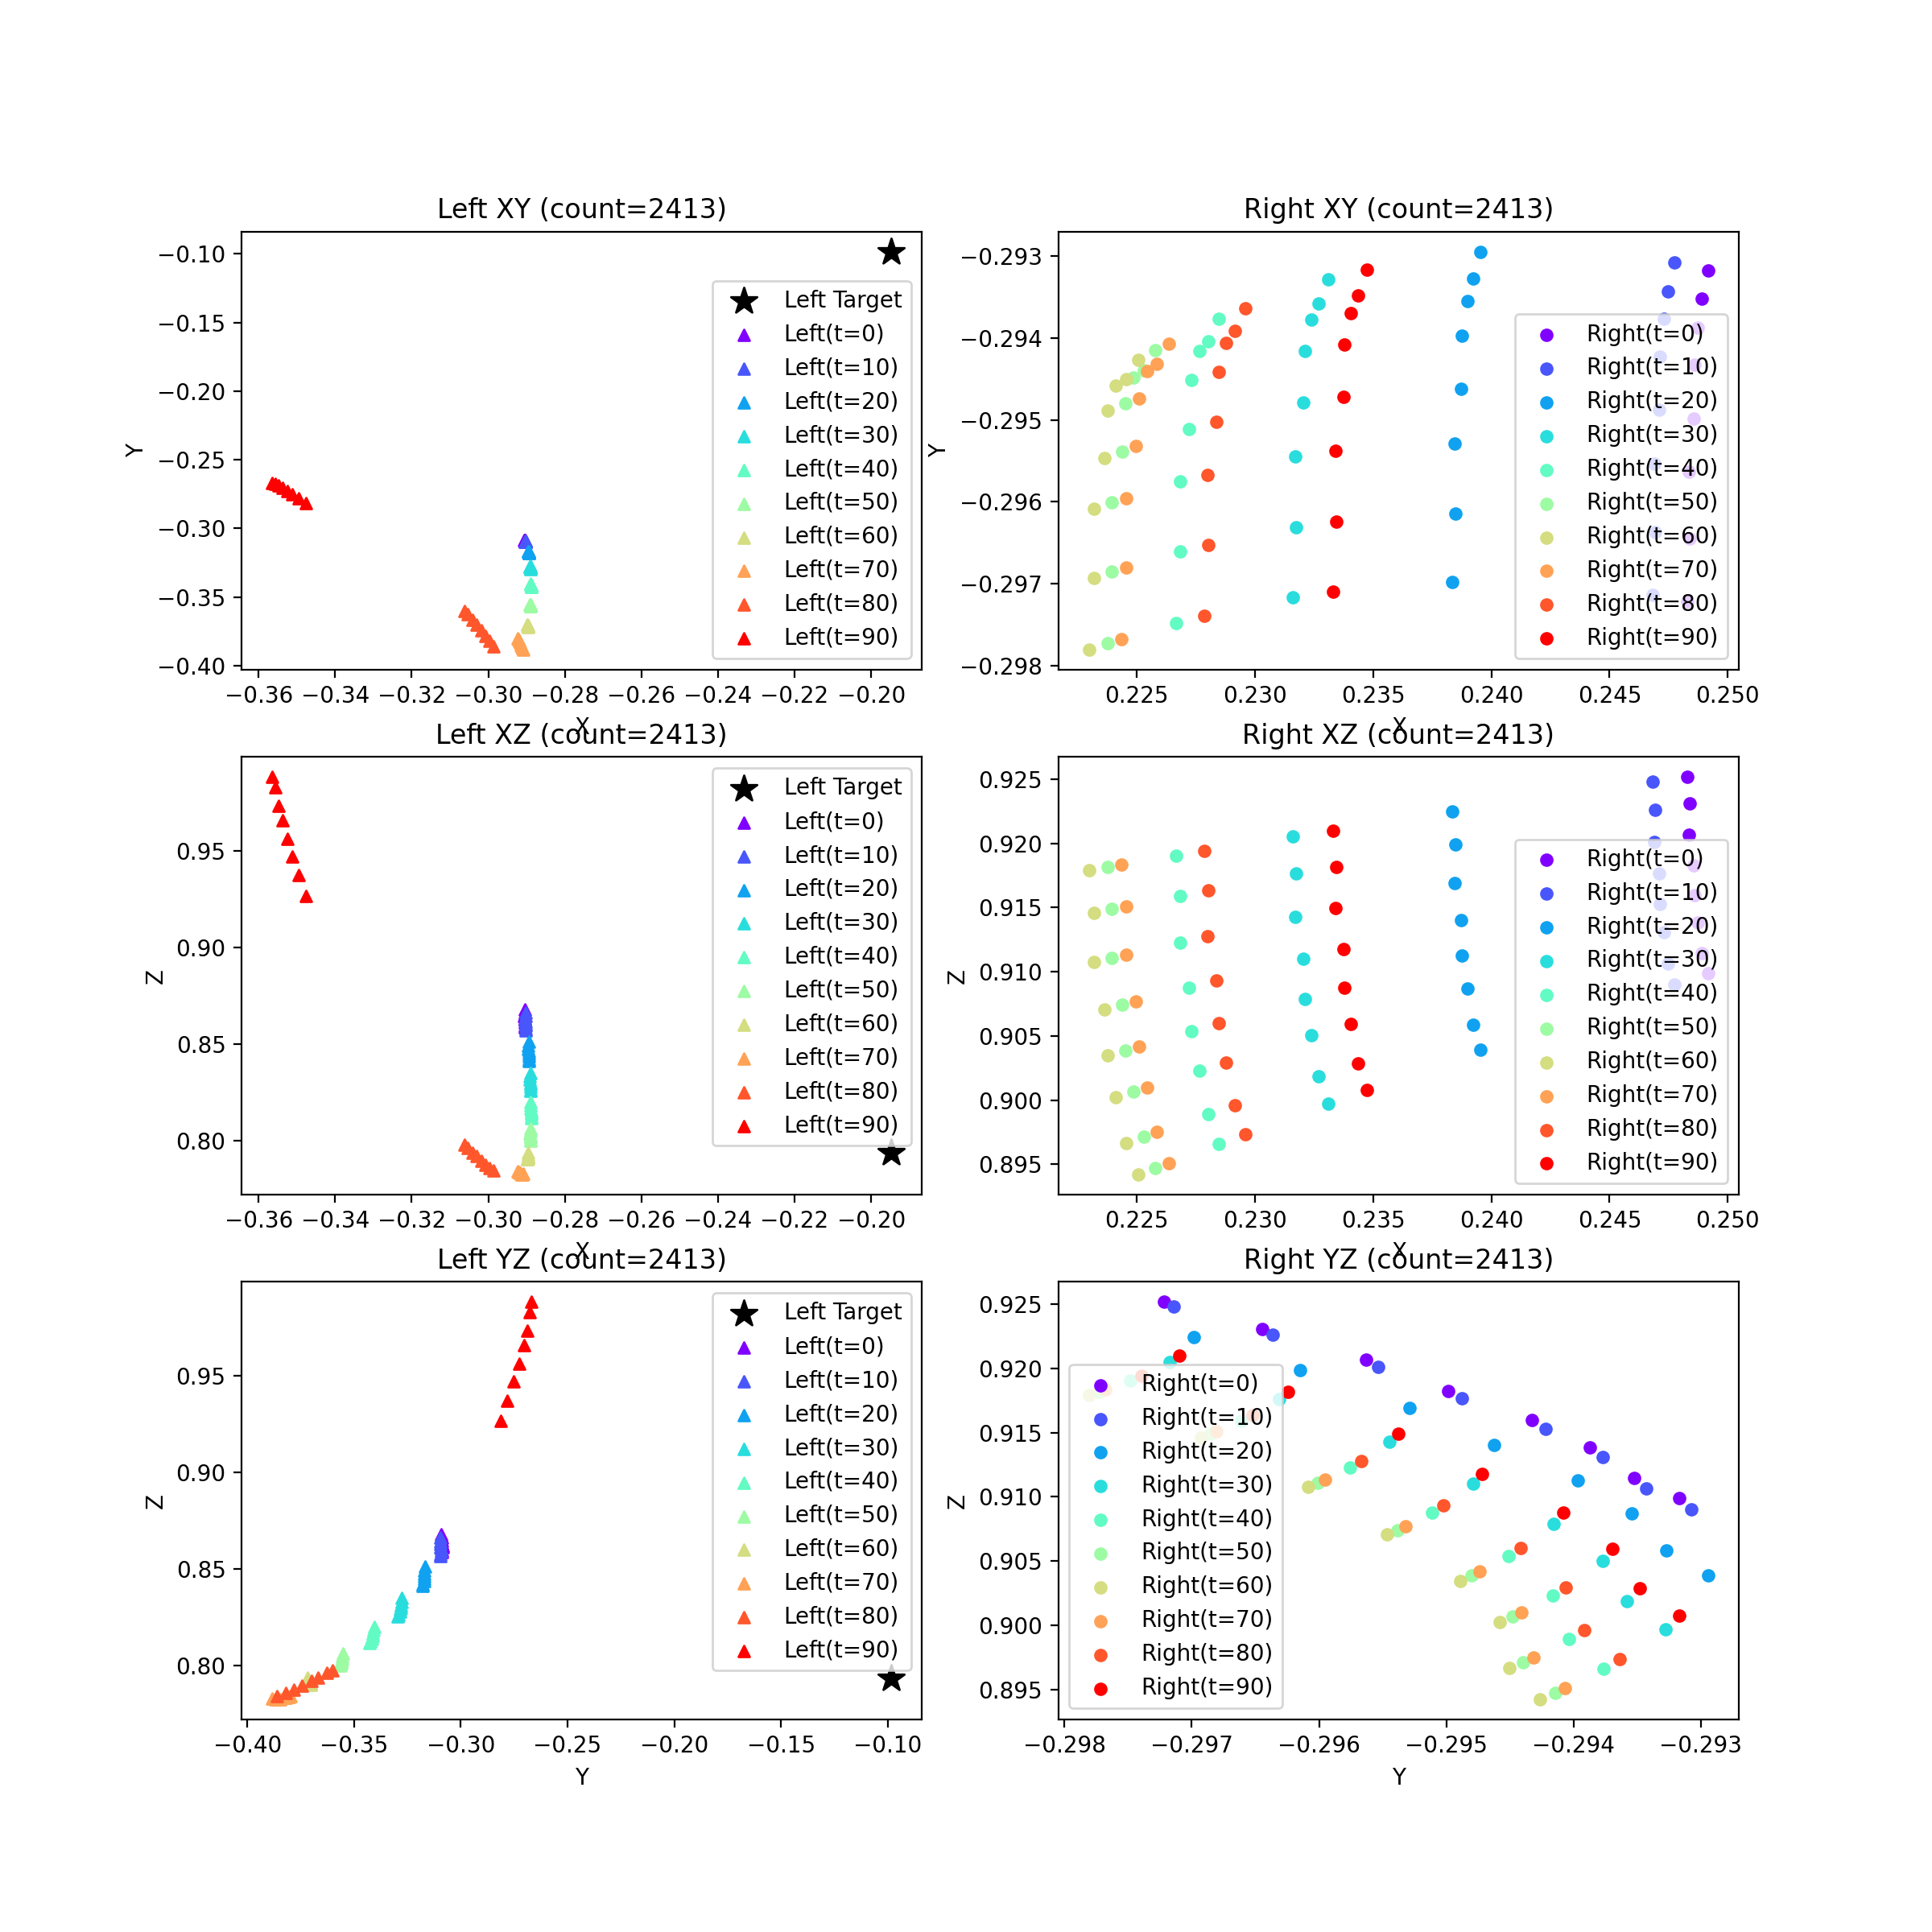 Left XY (count=2413)
−0.10
−0.15
−0.20
−0.25
−0.30
−0.35
−0.40
Y
−0.36 −0.34 −0.32 −0.30 −0.28 −0.26 −0.24 −0.22 −0.20
X
Left Target
Left(t=0)
Left(t=10)
Left(t=20)
Left(t=30)
Left(t=40)
Left(t=50)
Left(t=60)
Left(t=70)
Left(t=80)
Left(t=90)
Right XY (count=2413)
−0.293
−0.294
−0.295
−0.296
−0.297
−0.298
Y
0.225 0.230 0.235 0.240 0.245 0.250
X
Right(t=0)
Right(t=10)
Right(t=20)
Right(t=30)
Right(t=40)
Right(t=50)
Right(t=60)
Right(t=70)
Right(t=80)
Right(t=90)
Left XZ (count=2413)
0.95
0.90
0.85
0.80
Z
−0.36 −0.34 −0.32 −0.30 −0.28 −0.26 −0.24 −0.22 −0.20
X
Left Target
Left(t=0)
Left(t=10)
Left(t=20)
Left(t=30)
Left(t=40)
Left(t=50)
Left(t=60)
Left(t=70)
Left(t=80)
Left(t=90)
Right XZ (count=2413)
0.925
0.920
0.915
0.910
0.905
0.900
0.895
Z
0.225 0.230 0.235 0.240 0.245 0.250
X
Right(t=0)
Right(t=10)
Right(t=20)
Right(t=30)
Right(t=40)
Right(t=50)
Right(t=60)
Right(t=70)
Right(t=80)
Right(t=90)
Left YZ (count=2413)
0.95
0.90
0.85
0.80
Z
−0.40 −0.35 −0.30 −0.25 −0.20 −0.15 −0.10
Y
Left Target
Left(t=0)
Left(t=10)
Left(t=20)
Left(t=30)
Left(t=40)
Left(t=50)
Left(t=60)
Left(t=70)
Left(t=80)
Left(t=90)
Right YZ (count=2413)
0.925
0.920
0.915
0.910
0.905
0.900
0.895
Z
−0.298 −0.297 −0.296 −0.295 −0.294 −0.293
Y
Right(t=0)
Right(t=10)
Right(t=20)
Right(t=30)
Right(t=40)
Right(t=50)
Right(t=60)
Right(t=70)
Right(t=80)
Right(t=90)